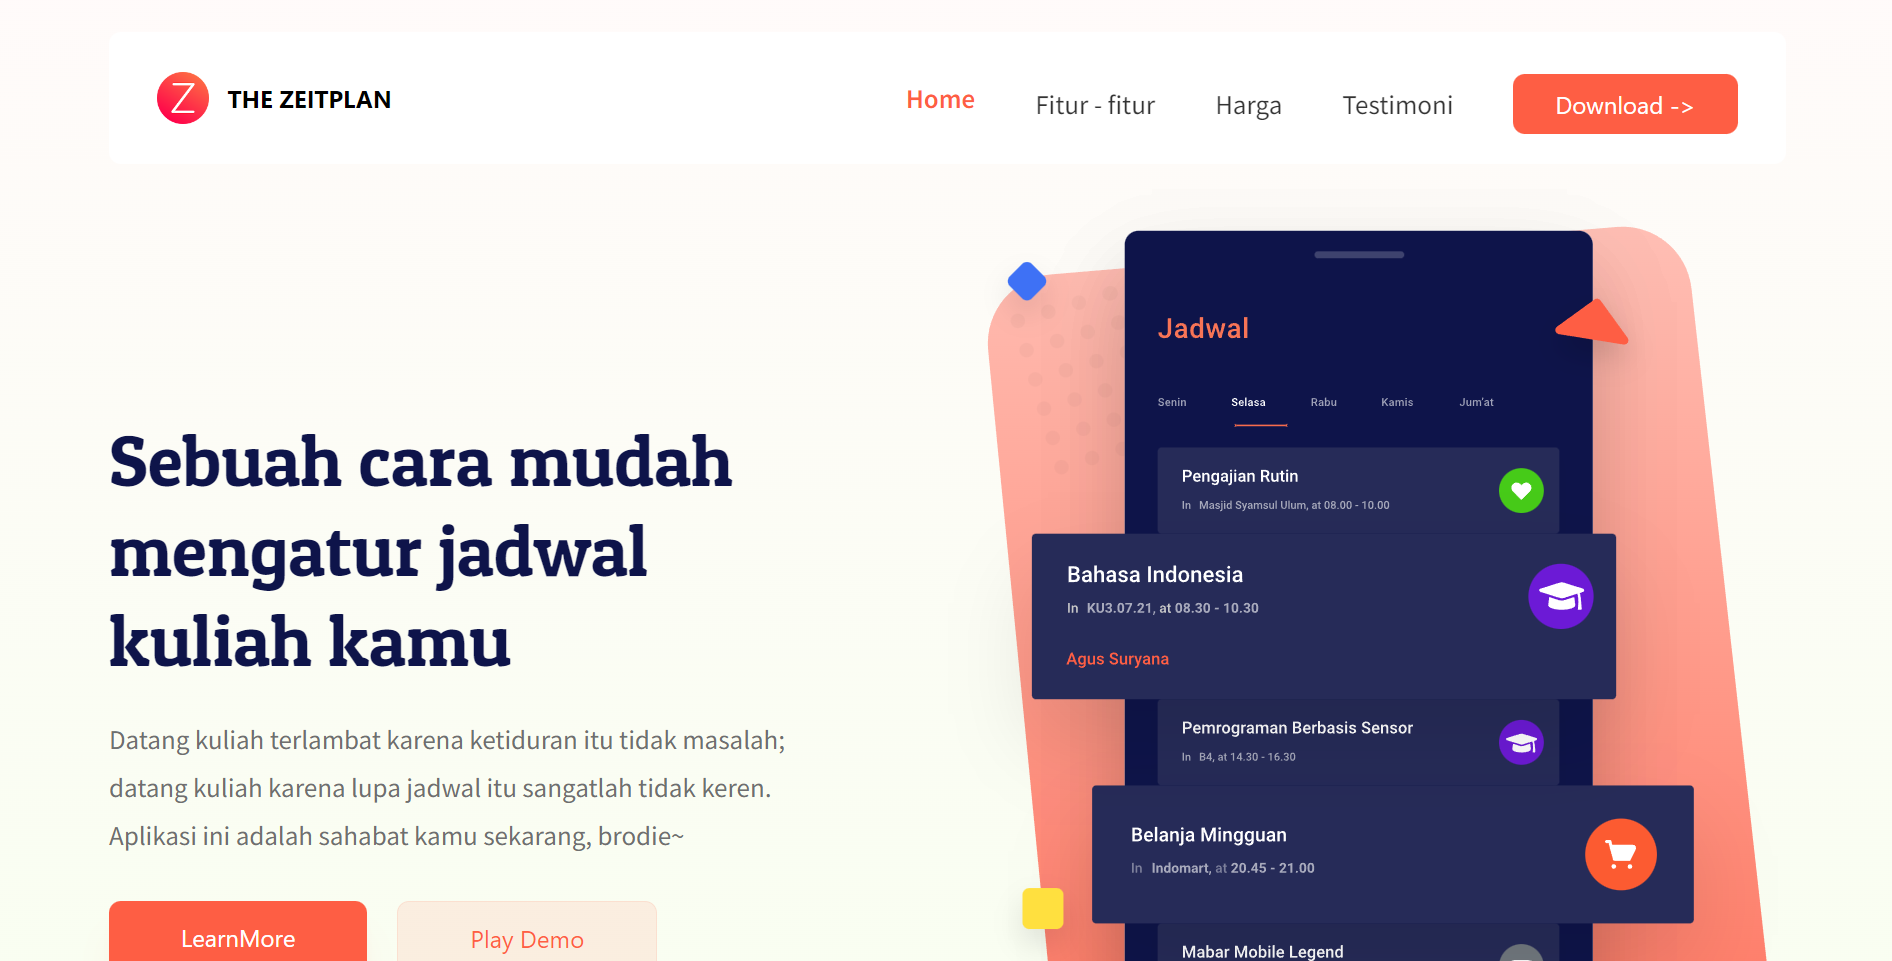 Z THE ZEITPLAN
Home Fitur - fitur Harga Testimoni Download ->
Sebuah cara mudah
mengatur jadwal
kuliah kamu
Datang kuliah terlambat karena ketiduran itu tidak masalah;
datang kuliah karena lupa jadwal itu sangatlah tidak keren.
Aplikasi ini adalah sahabat kamu sekarang, brodie~
LearnMore Play Demo
Jadwal
Senin Selasa Rabu Kamis Jum'at
Pengajian Rutin
In Masjid Syamsul Ulum, at 08.00 - 10.00
Bahasa Indonesia
In KU3.07.21, at 08.30 - 10.30
Agus Suryana
Pemrograman Berbasis Sensor
In B4, at 14.30 - 16.30
Belanja Mingguan
In Indomart, at 20.45 - 21.00
Mabar Mobile Legend